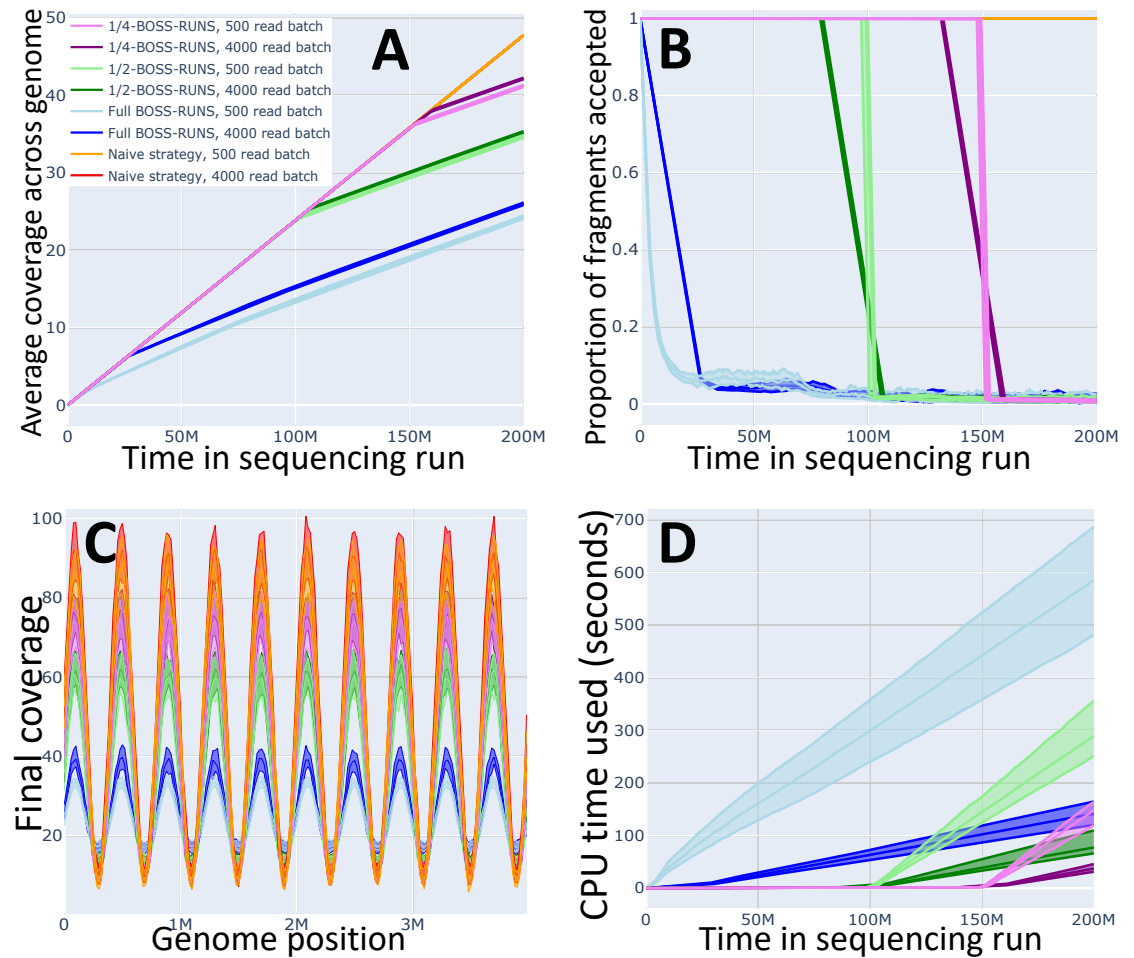 A
Average coverage across genome
50
40
30
20
10
0
1/4-BOSS-RUNS, 500 read batch
1/4-BOSS-RUNS, 4000 read batch
1/2-BOSS-RUNS, 500 read batch
1/2-BOSS-RUNS, 4000 read batch
Full BOSS-RUNS, 500 read batch
Full BOSS-RUNS, 4000 read batch
Naive strategy, 500 read batch
Naive strategy, 4000 read batch
0 50M 100M 150M 200M
Time in sequencing run
B
Proportion of fragments accepted
1
0.8
0.6
0.4
0.2
0
0 50M 100M 150M 200M
Time in sequencing run
C
Final coverage
100
80
60
40
20
0 1M 2M 3M
Genome position
D
CPU time used (seconds)
700
600
500
400
300
200
100
0
0 50M 100M 150M 200M
Time in sequencing run